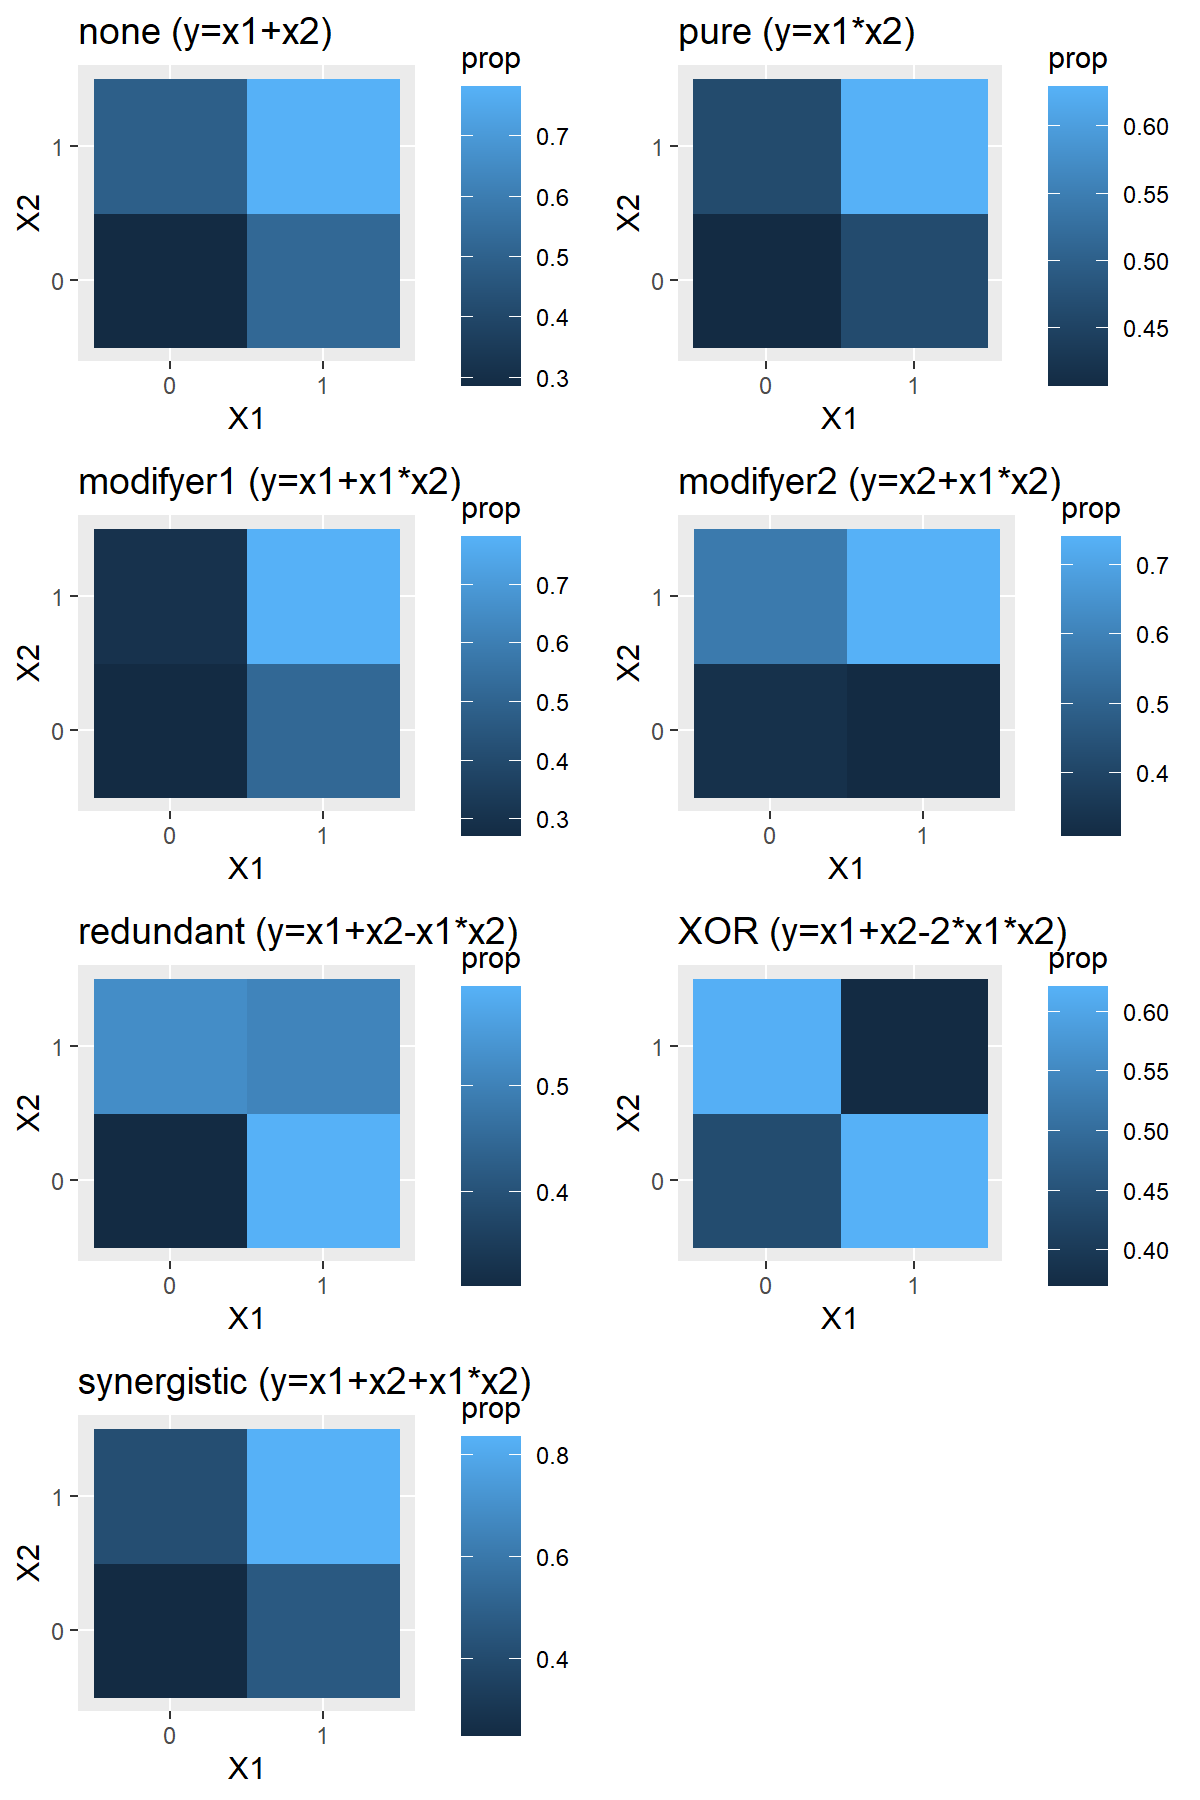 none (y=x1+x2)
prop
0.7
0.6
0.5
0.4
0.3
1
0
X2
0 1
X1
pure (y=x1*x2)
prop
0.60
0.55
0.50
0.45
1
0
X2
0 1
X1
modifyer1 (y=x1+x1*x2)
prop
0.7
0.6
0.5
0.4
0.3
1
0
X2
0 1
X1
modifyer2 (y=x2+x1*x2)
prop
0.7
0.6
0.5
0.4
1
0
X2
0 1
X1
redundant (y=x1+x2-x1*x2)
prop
0.5
0.4
1
0
X2
0 1
X1
XOR (y=x1+x2-2*x1*x2)
prop
0.60
0.55
0.50
0.45
0.40
1
0
X2
0 1
X1
synergistic (y=x1+x2+x1*x2)
prop
0.8
0.6
0.4
1
0
X2
0 1
X1